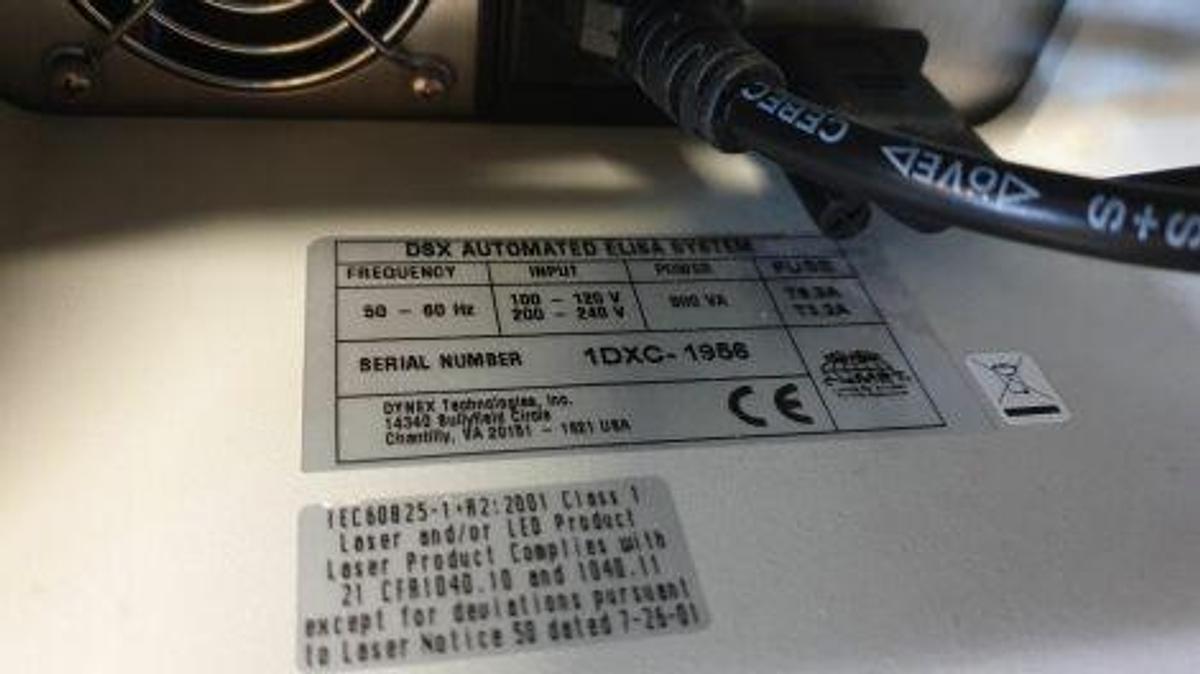 CEBEC
◁ÖVE▷
S+S
DSX AUTOMATED ELISA SYSTEM
FREQUENCY INPUT POWER FUSE
50 - 60 Hz
100 - 120 V
200 - 240 V
800 VA
T6.3A
T3.2A
SERIAL NUMBER 1DXC-1956
DYNEX Technologies, Inc.
14340 Sullyfield Circle
Chantilly, VA 20151 - 1621 USA
CE
IEC60825-1+A2:2001 Class 1
Laser and/or LED Product
Laser Product Complies with
21 CFR1040.10 and 1040.11
except for deviations pursuant
to Laser Notice 50 dated 7-26-01